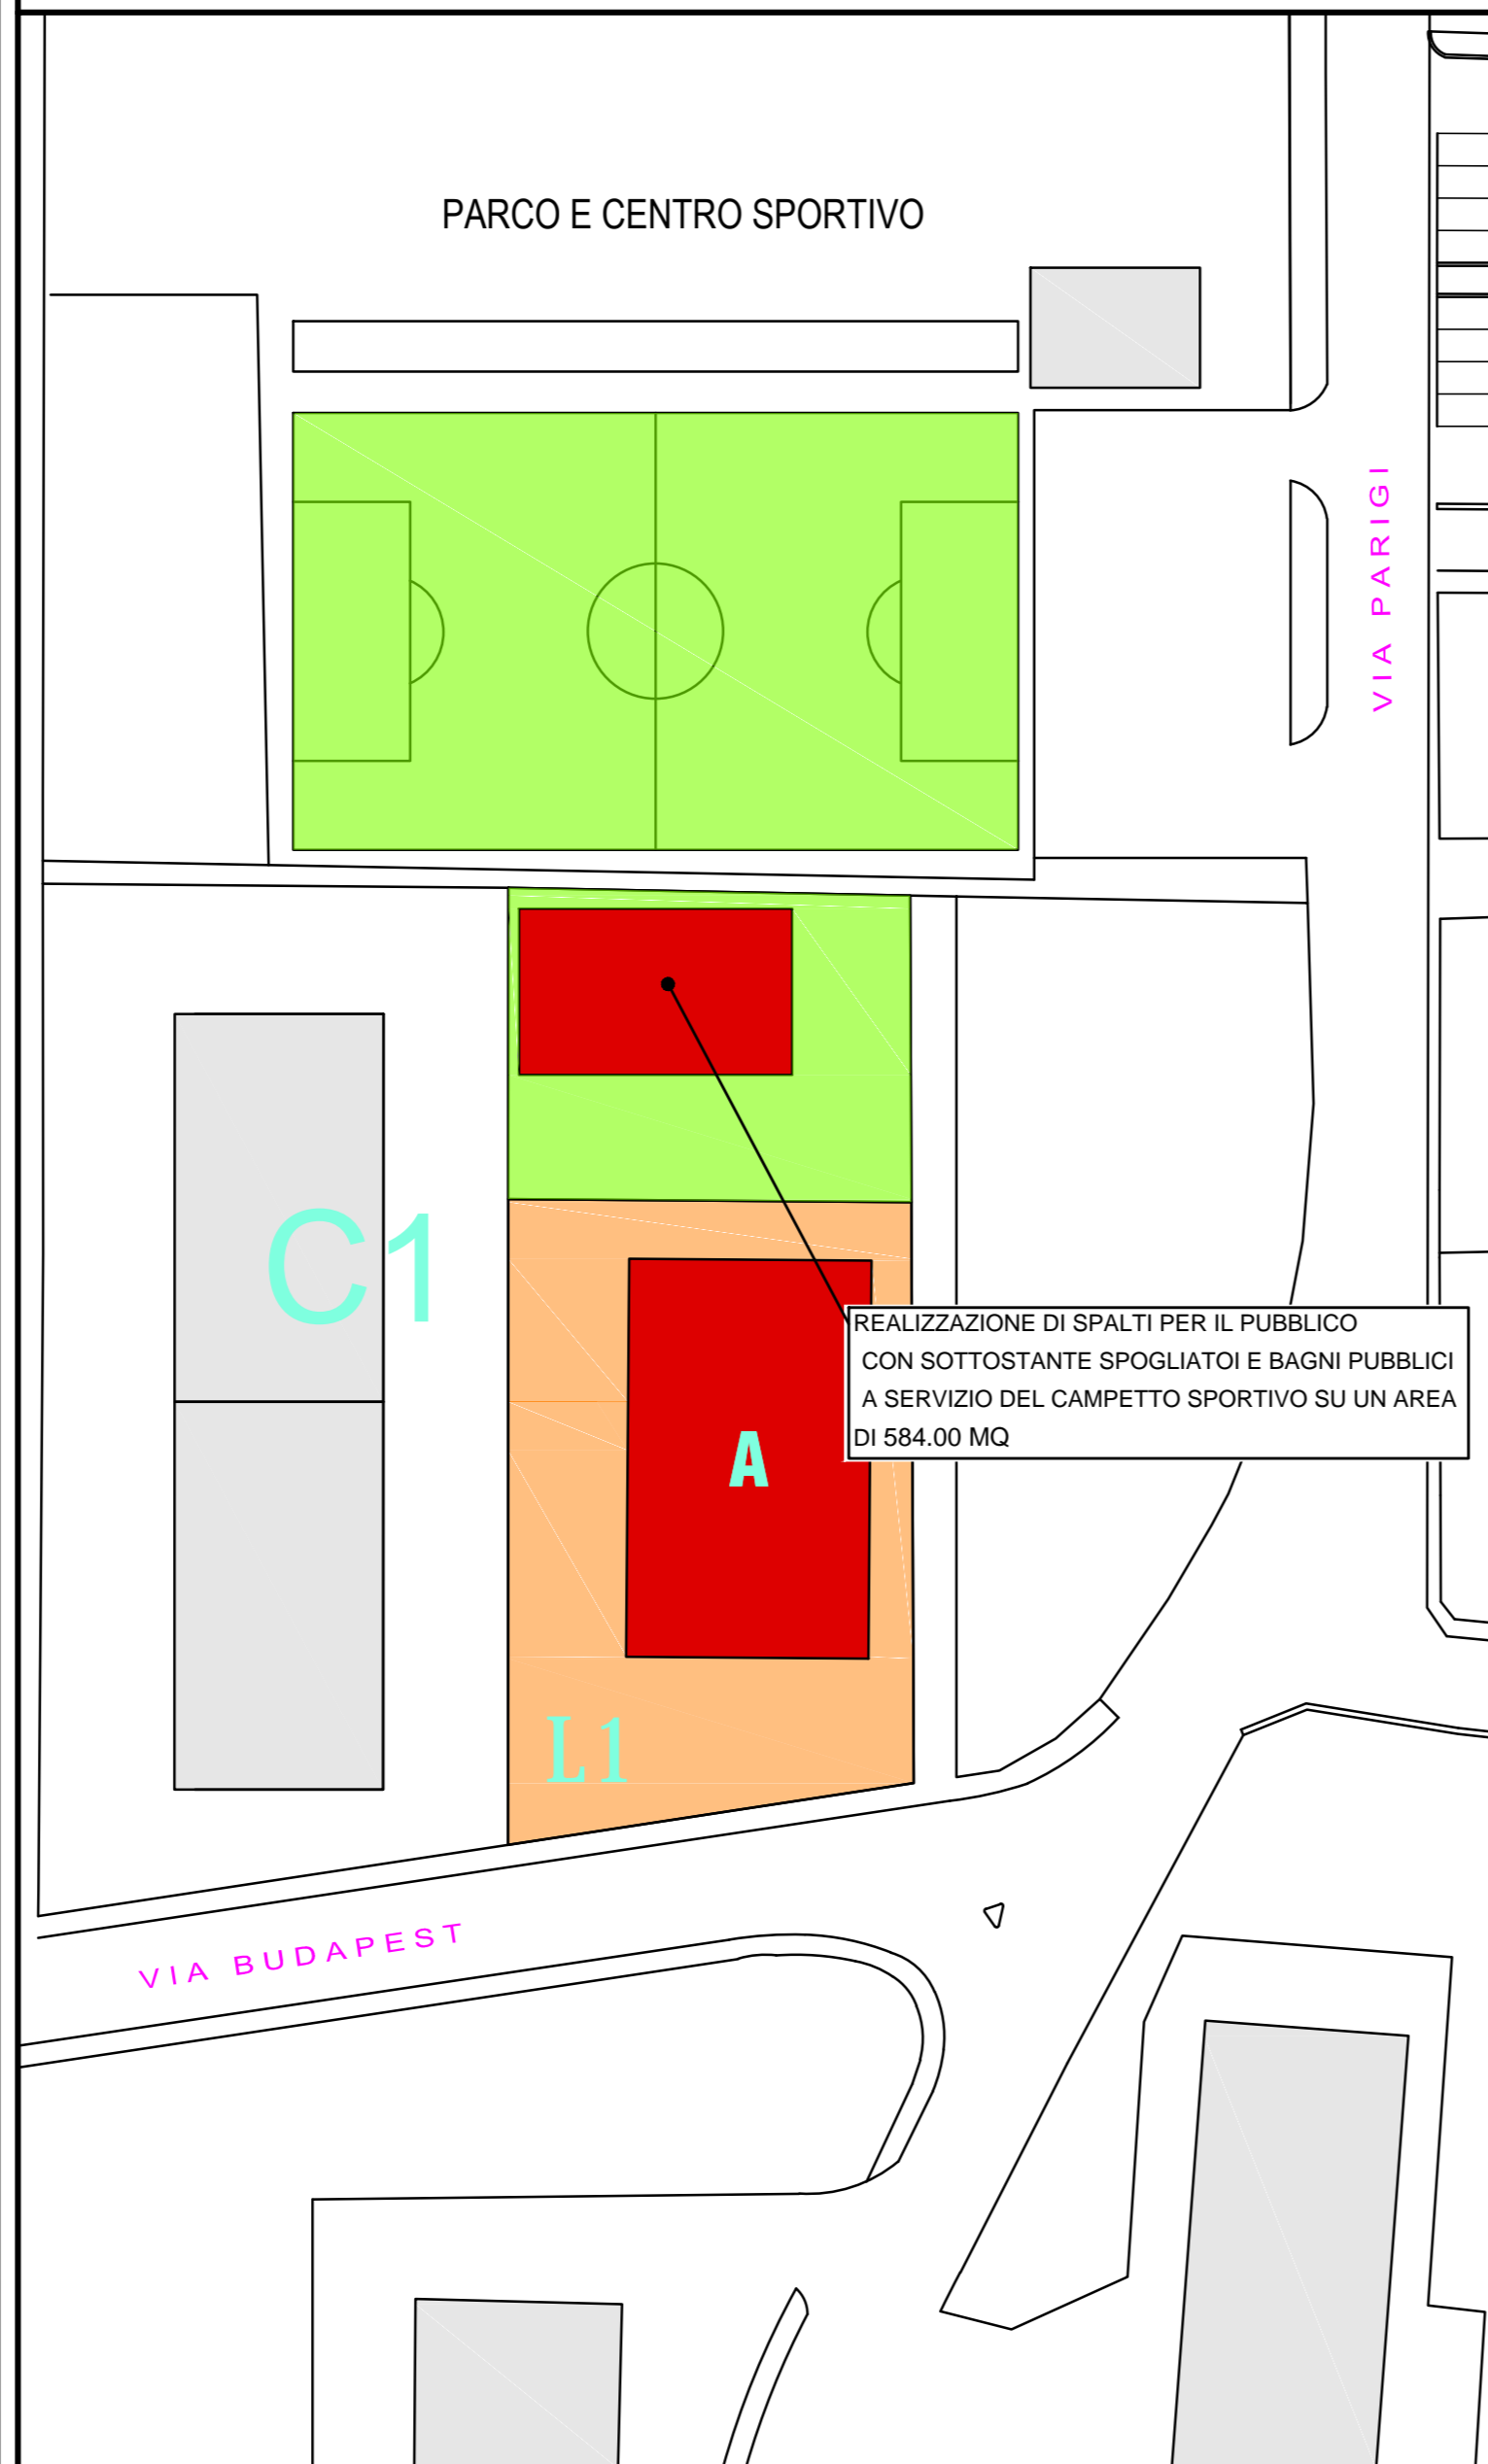 PARCO E CENTRO SPORTIVO
VIA PARIGI
C1
REALIZZAZIONE DI SPALTI PER IL PUBBLICO
CON SOTTOSTANTE SPOGLIATOI E BAGNI PUBBLICI
A SERVIZIO DEL CAMPETTO SPORTIVO SU UN AREA
DI 584.00 MQ
A
L1
VIA BUDAPEST